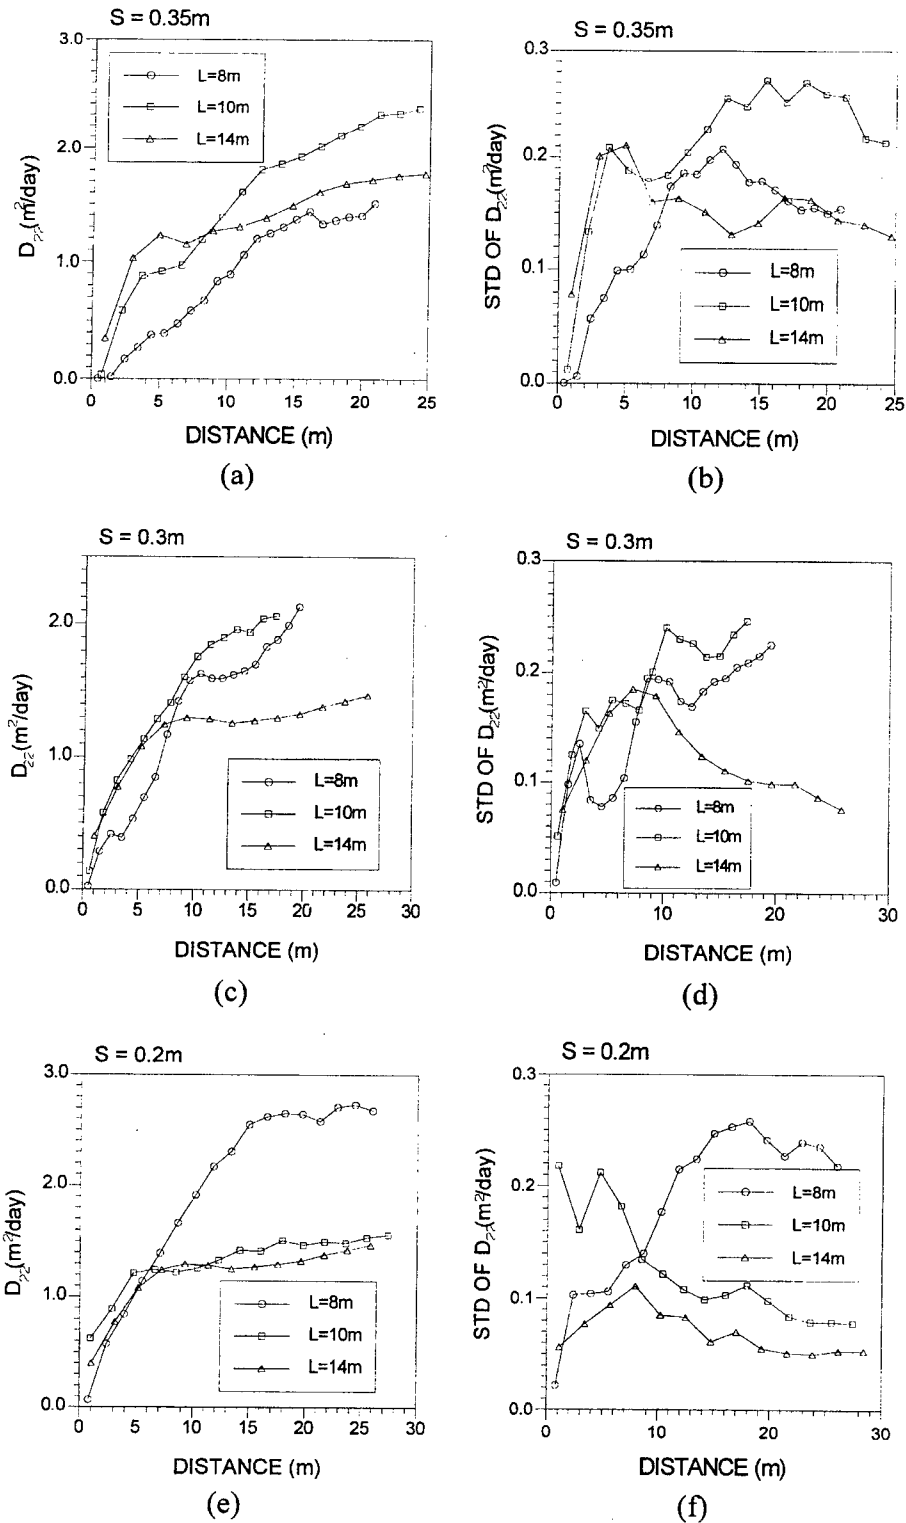 S = 0.35m
3.0
2.0
1.0
0.0
D₂₂(m²/day)
L=8m
L=10m
L=14m
0 5 10 15 20 25
DISTANCE (m)
(a)
S = 0.35m
0.3
0.2
0.1
0.0
STD OF D₂₂(m²/day)
L=8m
L=10m
L=14m
0 5 10 15 20 25
DISTANCE (m)
(b)
S = 0.3m
2.0
1.0
0.0
D₂₂(m²/day)
L=8m
L=10m
L=14m
0 5 10 15 20 25 30
DISTANCE (m)
(c)
S = 0.3m
0.3
0.2
0.1
0.0
STD OF D₂₂(m²/day)
L=8m
L=10m
L=14m
0 10 20 30
DISTANCE (m)
(d)
S = 0.2m
3.0
2.0
1.0
0.0
D₂₂(m²/day)
L=8m
L=10m
L=14m
0 5 10 15 20 25 30
DISTANCE (m)
(e)
S = 0.2m
0.3
0.2
0.1
0.0
STD OF D₂₂(m²/day)
L=8m
L=10m
L=14m
0 10 20 30
DISTANCE (m)
(f)